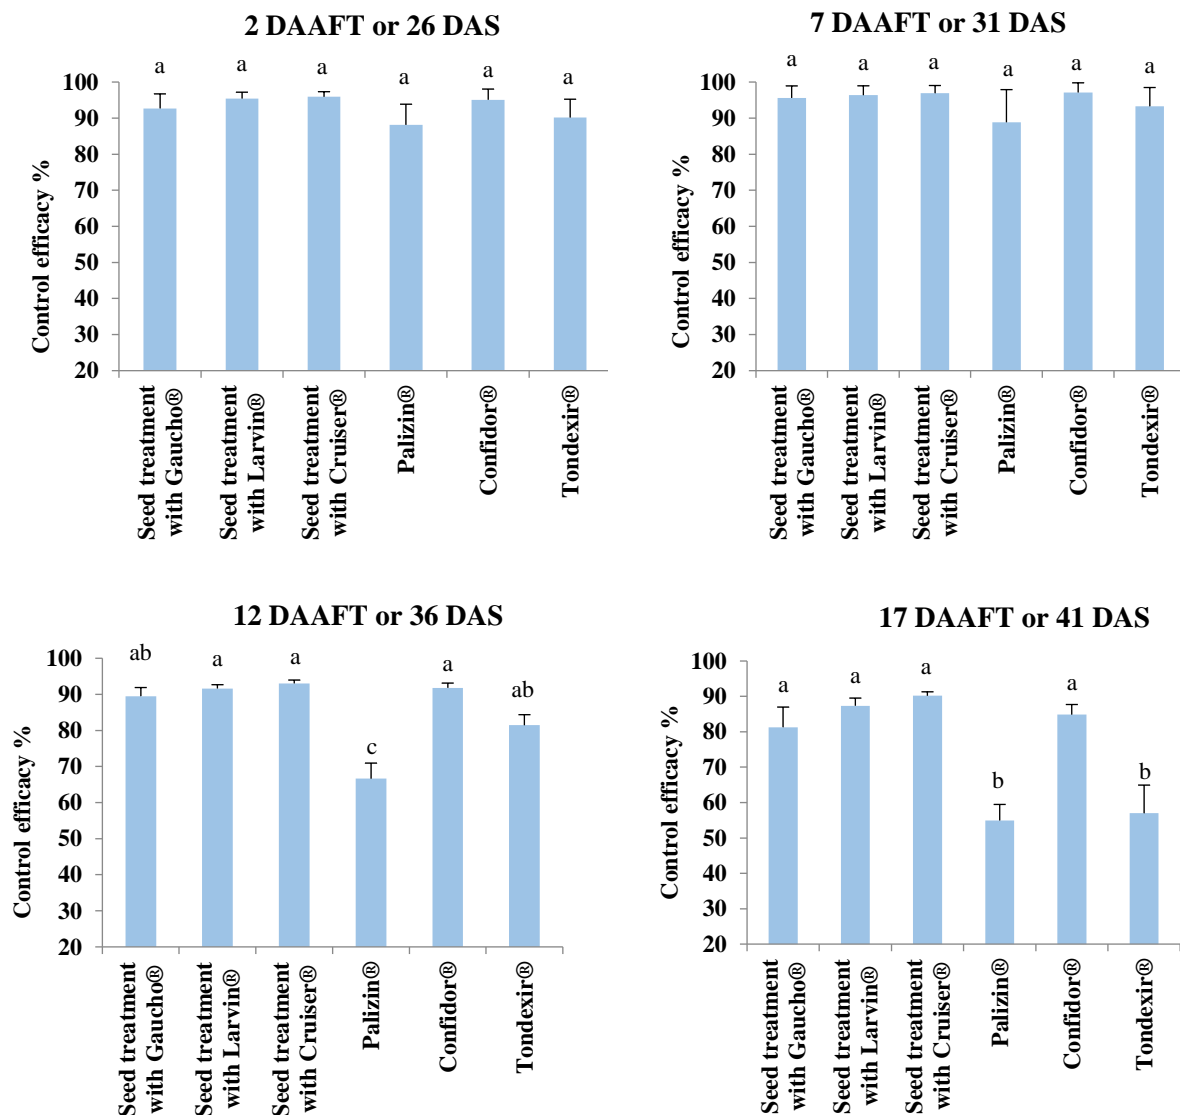 2 DAAFT or 26 DAS
a a a a a a
100
90
80
70
60
50
40
30
20
Control efficacy %
Seed treatment
with Gaucho®
Seed treatment
with Larvin®
Seed treatment
with Cruiser®
Palizin®
Confidor®
Tondexir®
7 DAAFT or 31 DAS
a a a a a a
100
90
80
70
60
50
40
30
20
Control efficacy %
Seed treatment
with Gaucho®
Seed treatment
with Larvin®
Seed treatment
with Cruiser®
Palizin®
Confidor®
Tondexir®
12 DAAFT or 36 DAS
ab a a c a ab
100
90
80
70
60
50
40
30
20
Control efficacy %
Seed treatment
with Gaucho®
Seed treatment
with Larvin®
Seed treatment
with Cruiser®
Palizin®
Confidor®
Tondexir®
17 DAAFT or 41 DAS
a a a b a b
100
90
80
70
60
50
40
30
20
Control efficacy %
Seed treatment
with Gaucho®
Seed treatment
with Larvin®
Seed treatment
with Cruiser®
Palizin®
Confidor®
Tondexir®